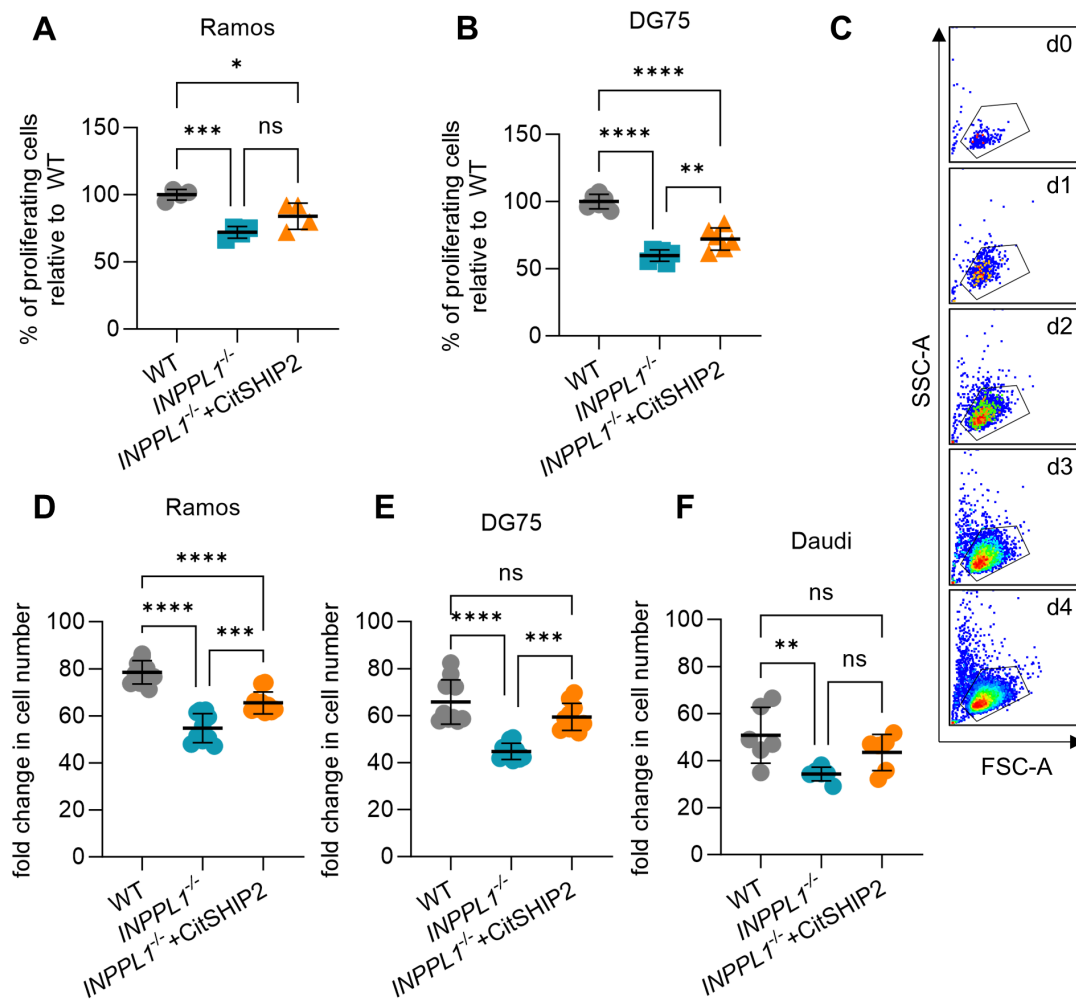 A
Ramos
*
***
ns
% of proliferating cells
relative to WT
150
100
50
0
WT
INPPL1-/-
INPPL1-/-+CitSHIP2
B
DG75
****
****
**
% of proliferating cells
relative to WT
150
100
50
0
WT
INPPL1-/-
INPPL1-/-+CitSHIP2
C
d0
d1
d2
d3
d4
SSC-A
FSC-A
D
Ramos
****
****
***
fold change in cell number
100
80
60
40
20
0
WT
INPPL1-/-
INPPL1-/-+CitSHIP2
E
DG75
ns
****
***
fold change in cell number
100
80
60
40
20
0
WT
INPPL1-/-
INPPL1-/-+CitSHIP2
F
Daudi
ns
**
ns
fold change in cell number
100
80
60
40
20
0
WT
INPPL1-/-
INPPL1-/-+CitSHIP2